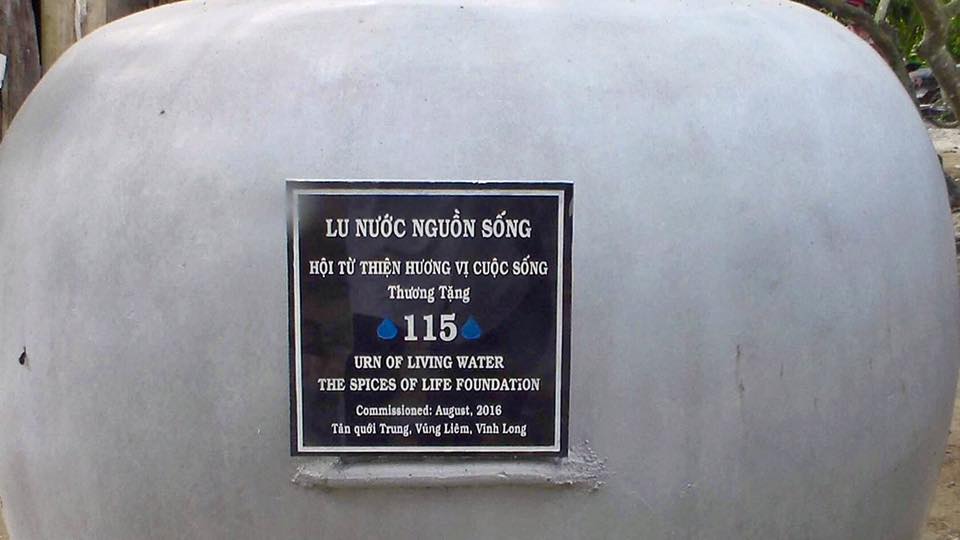 LU NƯỚC NGUỒN SỐNG
HỘI TỪ THIỆN HƯƠNG VỊ CUỘC SỐNG
Thương Tặng
115
URN OF LIVING WATER
THE SPICES OF LIFE FOUNDATiON
Commissioned: August, 2016
Tân quới Trung, Vũng Liêm, Vĩnh Long